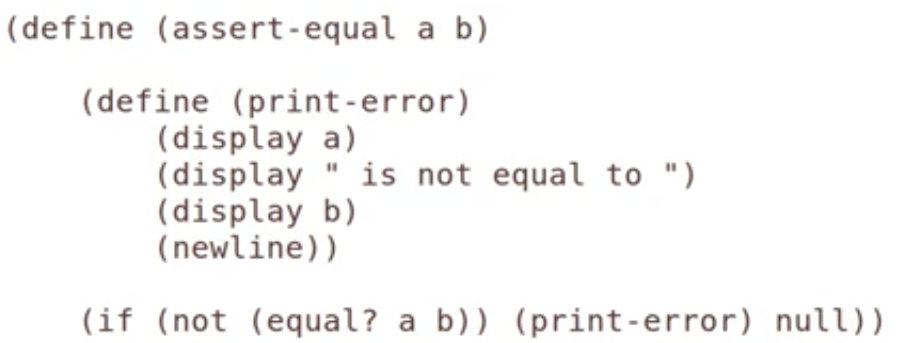 (define (assert-equal a b)
    (define (print-error)
        (display a)
        (display " is not equal to ")
        (display b)
        (newline))
    (if (not (equal? a b)) (print-error) null))